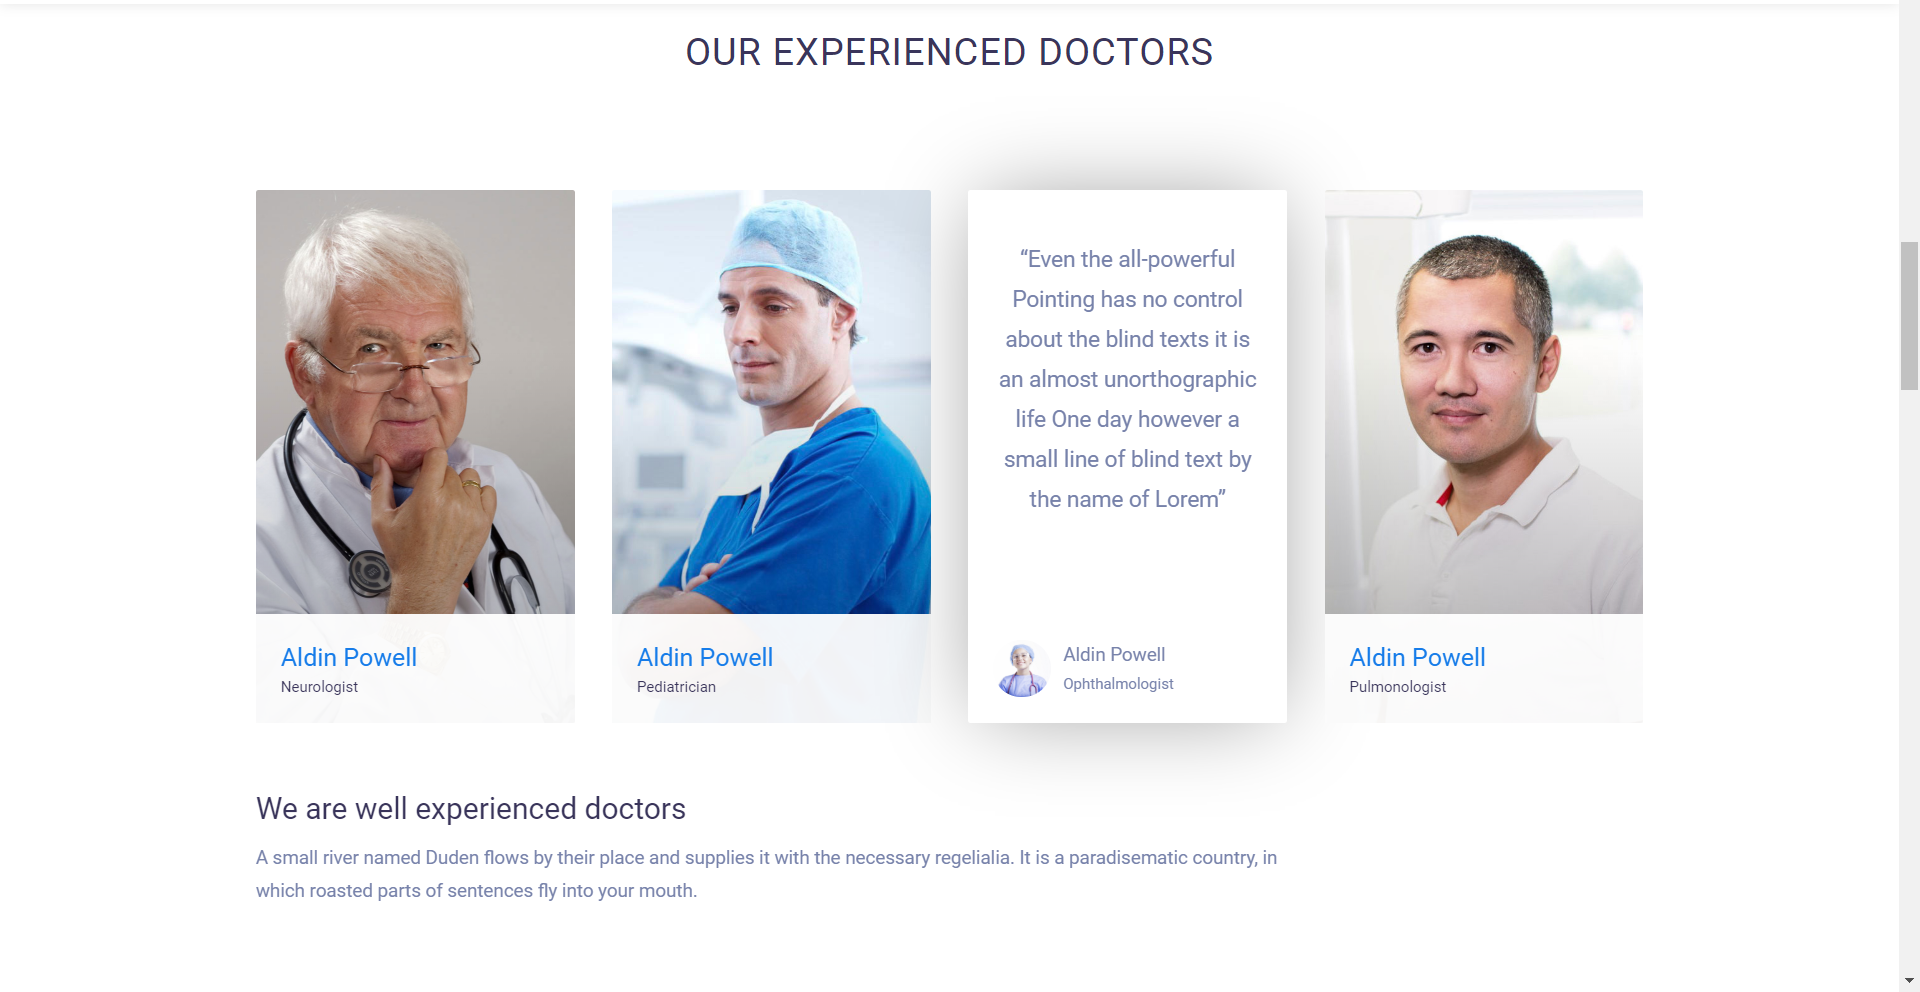 OUR EXPERIENCED DOCTORS
Aldin Powell
Neurologist
Aldin Powell
Pediatrician
“Even the all-powerful
Pointing has no control
about the blind texts it is
an almost unorthographic
life One day however a
small line of blind text by
the name of Lorem”
Aldin Powell
Ophthalmologist
Aldin Powell
Pulmonologist
We are well experienced doctors
A small river named Duden flows by their place and supplies it with the necessary regelialia. It is a paradisematic country, in
which roasted parts of sentences fly into your mouth.